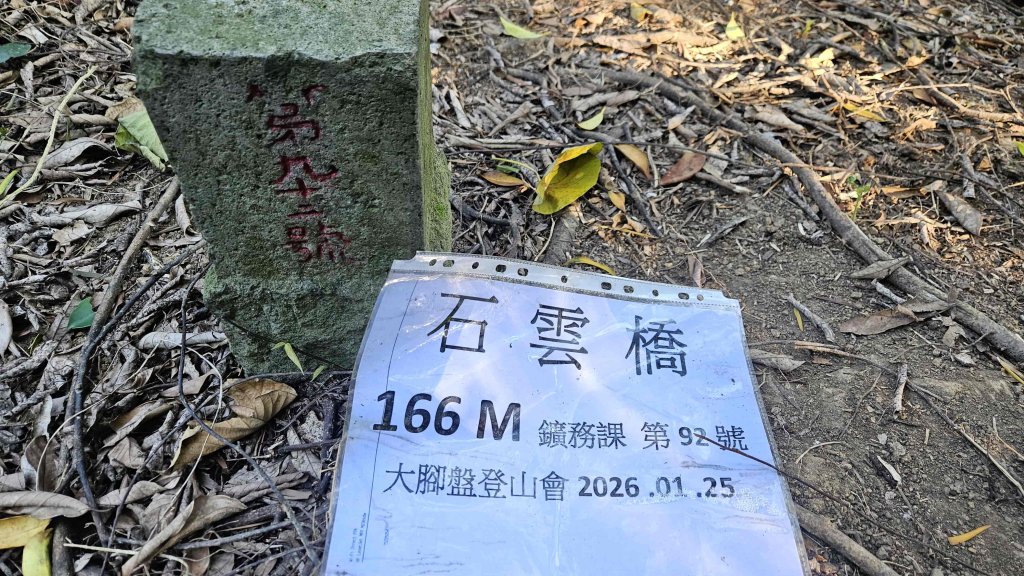 第九十二號
石雲橋
166 M 鑛務課 第 92 號
大腳盤登山會 2026 .01 .25